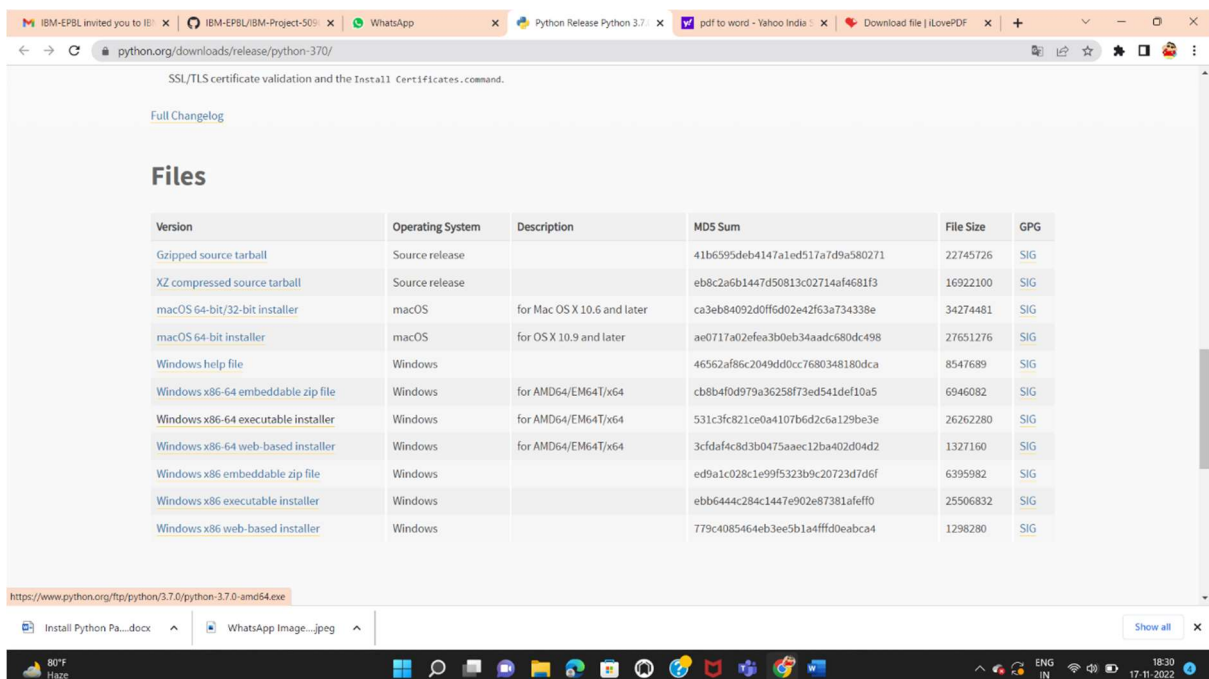 IBM-EPBL invited you to IB
IBM-EPBL/IBM-Project-509
WhatsApp
Python Release Python 3.7.
pdf to word - Yahoo India S
Download file | iLovePDF
python.org/downloads/release/python-370/
SSL/TLS certificate validation and the Install Certificates.command.
Full Changelog
Files
Version Operating System Description MD5 Sum File Size GPG
Gzipped source tarball Source release 41b6595deb4147a1ed517a7d9a580271 22745726 SIG
XZ compressed source tarball Source release eb8c2a6b1447d50813c02714af4681f3 16922100 SIG
macOS 64-bit/32-bit installer macOS for Mac OS X 10.6 and later ca3eb84092d0ff6d02e42f63a734338e 34274481 SIG
macOS 64-bit installer macOS for OS X 10.9 and later ae0717a02efea3b0eb34aadc680dc498 27651276 SIG
Windows help file Windows 46562af86c2049dd0cc7680348180dca 8547689 SIG
Windows x86-64 embeddable zip file Windows for AMD64/EM64T/x64 cb8b4f0d979a36258f73ed541def10a5 6946082 SIG
Windows x86-64 executable installer Windows for AMD64/EM64T/x64 531c3fc821ce0a4107b6d2c6a129be3e 26262280 SIG
Windows x86-64 web-based installer Windows for AMD64/EM64T/x64 3cfdaf4c8d3b0475aaec12ba402d04d2 1327160 SIG
Windows x86 embeddable zip file Windows ed9a1c028c1e99f5323b9c20723d7d6f 6395982 SIG
Windows x86 executable installer Windows ebb6444c284c1447e902e87381afeff0 25506832 SIG
Windows x86 web-based installer Windows 779c4085464eb3ee5b1a4fffd0eabca4 1298280 SIG
https://www.python.org/ftp/python/3.7.0/python-3.7.0-amd64.exe
Install Python Pa....docx
WhatsApp Image....jpeg
Show all
80°F
Haze
ENG
IN
18:30
17-11-2022
4